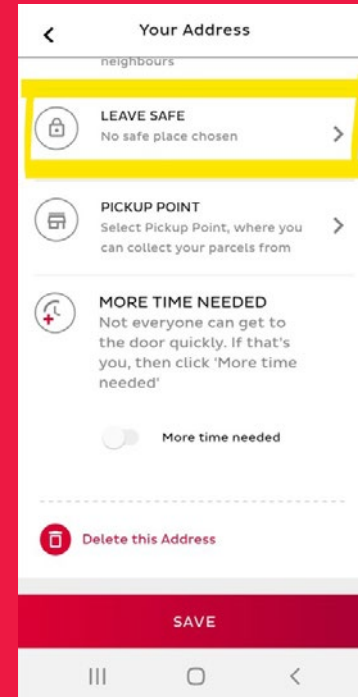 Your Address
neighbours
LEAVE SAFE
No safe place chosen
PICKUP POINT
Select Pickup Point, where you
can collect your parcels from
MORE TIME NEEDED
Not everyone can get to
the door quickly. If that's
you, then click 'More time
needed'
More time needed
Delete this Address
SAVE